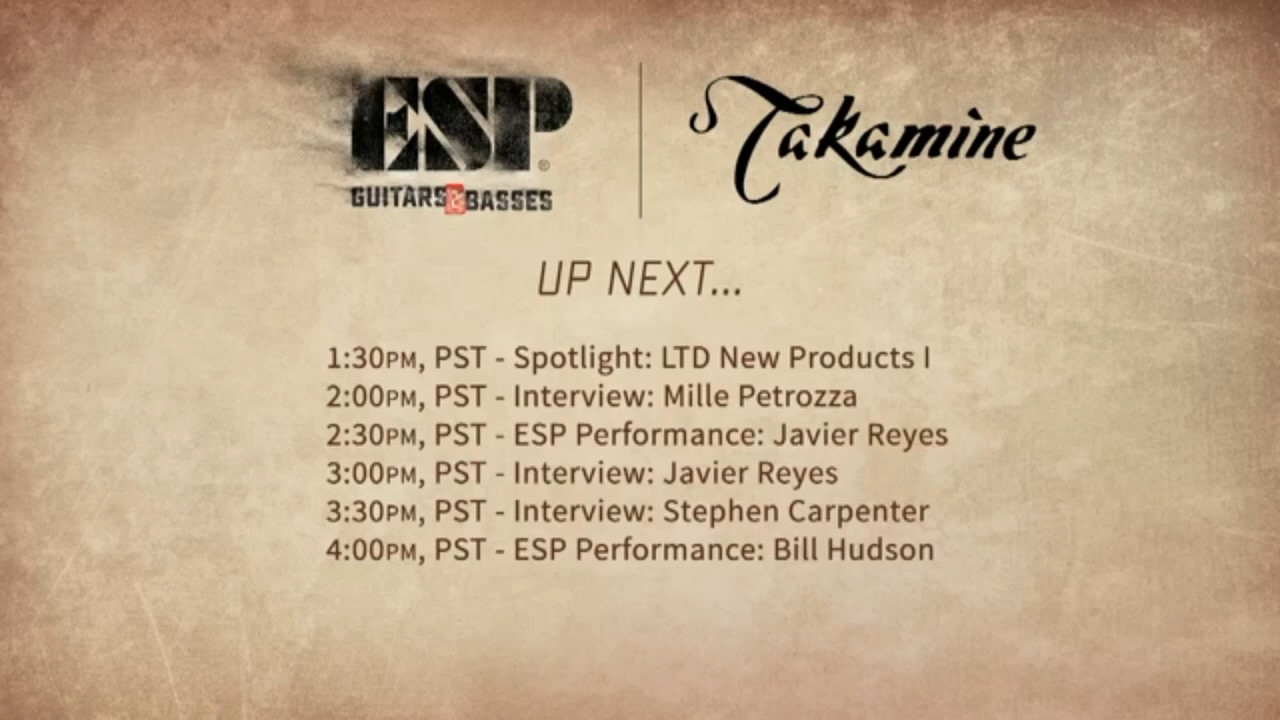 ESP®
GUITARS & BASSES
Takamine
UP NEXT...
1:30PM, PST - Spotlight: LTD New Products I
2:00PM, PST - Interview: Mille Petrozza
2:30PM, PST - ESP Performance: Javier Reyes
3:00PM, PST - Interview: Javier Reyes
3:30PM, PST - Interview: Stephen Carpenter
4:00PM, PST - ESP Performance: Bill Hudson